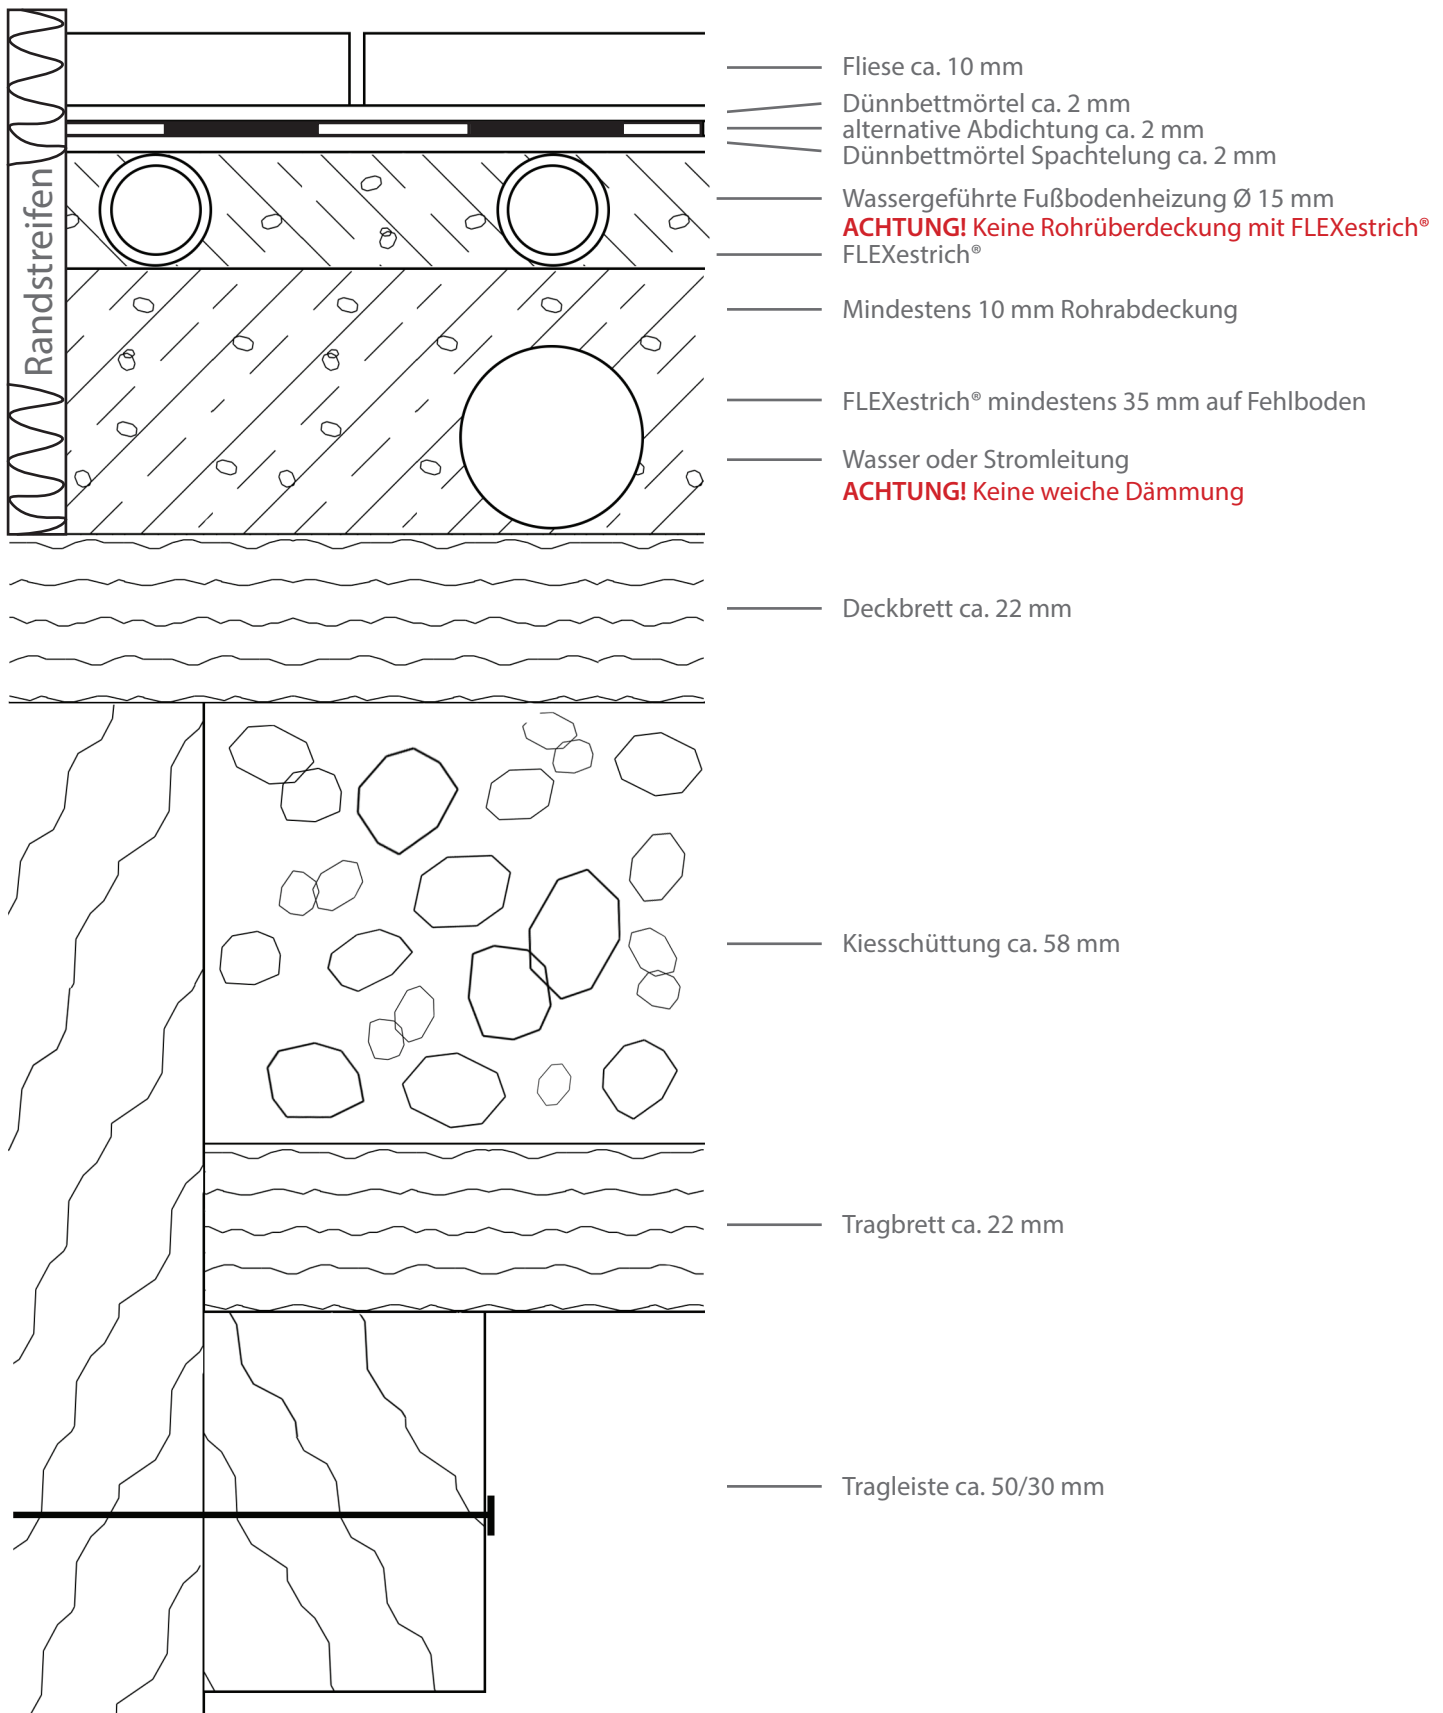 Fliese ca. 10 mm
Dünnbettmörtel ca. 2 mm
alternative Abdichtung ca. 2 mm
Dünnbettmörtel Spachtelung ca. 2 mm
Wassergeführte Fußbodenheizung Ø 15 mm
ACHTUNG! Keine Rohrüberdeckung mit FLEXestrich®
FLEXestrich®
Randstreifen
Mindestens 10 mm Rohrabdeckung
FLEXestrich® mindestens 35 mm auf Fehlboden
Wasser oder Stromleitung
ACHTUNG! Keine weiche Dämmung
Deckbrett ca. 22 mm
Kiesschüttung ca. 58 mm
Tragbrett ca. 22 mm
Tragleiste ca. 50/30 mm